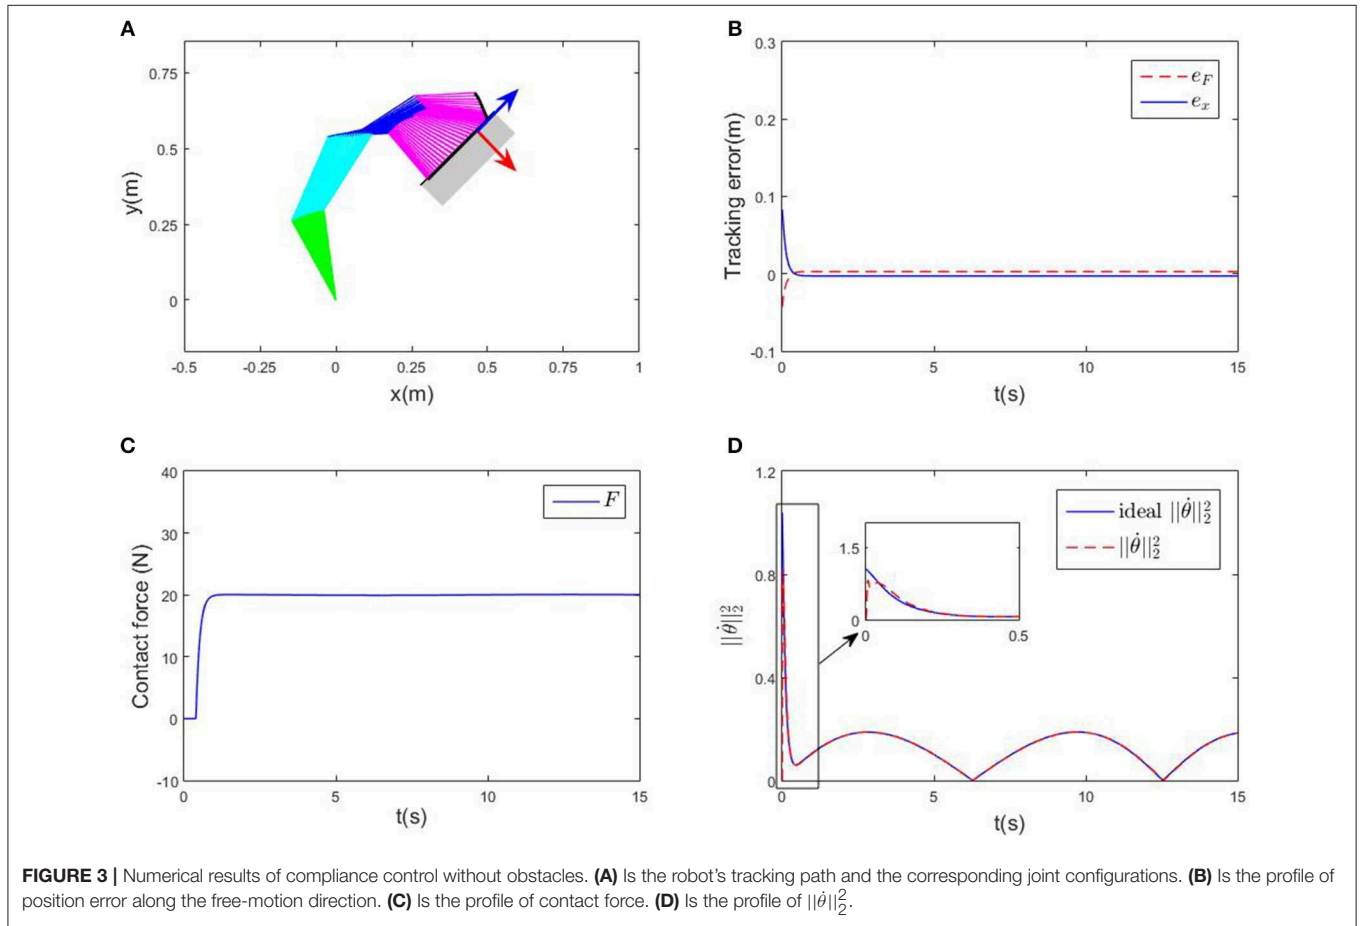 A
0.75
0.5
0.25
0
y(m)
-0.5 -0.25 0 0.25 0.5 0.75 1
x(m)
B
0.3
0.2
0.1
0
-0.1
Tracking error(m)
e_F
e_x
0 5 10 15
t(s)
C
40
30
20
10
0
-10
Contact force (N)
F
0 5 10 15
t(s)
D
1.2
0.8
0.4
0
||θ̇||₂²
ideal ||θ̇||₂²
||θ̇||₂²
1.5
0
0 0.5
0 5 10 15
t(s)
FIGURE 3 | Numerical results of compliance control without obstacles. (A) Is the robot's tracking path and the corresponding joint configurations. (B) Is the profile of
position error along the free-motion direction. (C) Is the profile of contact force. (D) Is the profile of ||θ̇||₂².